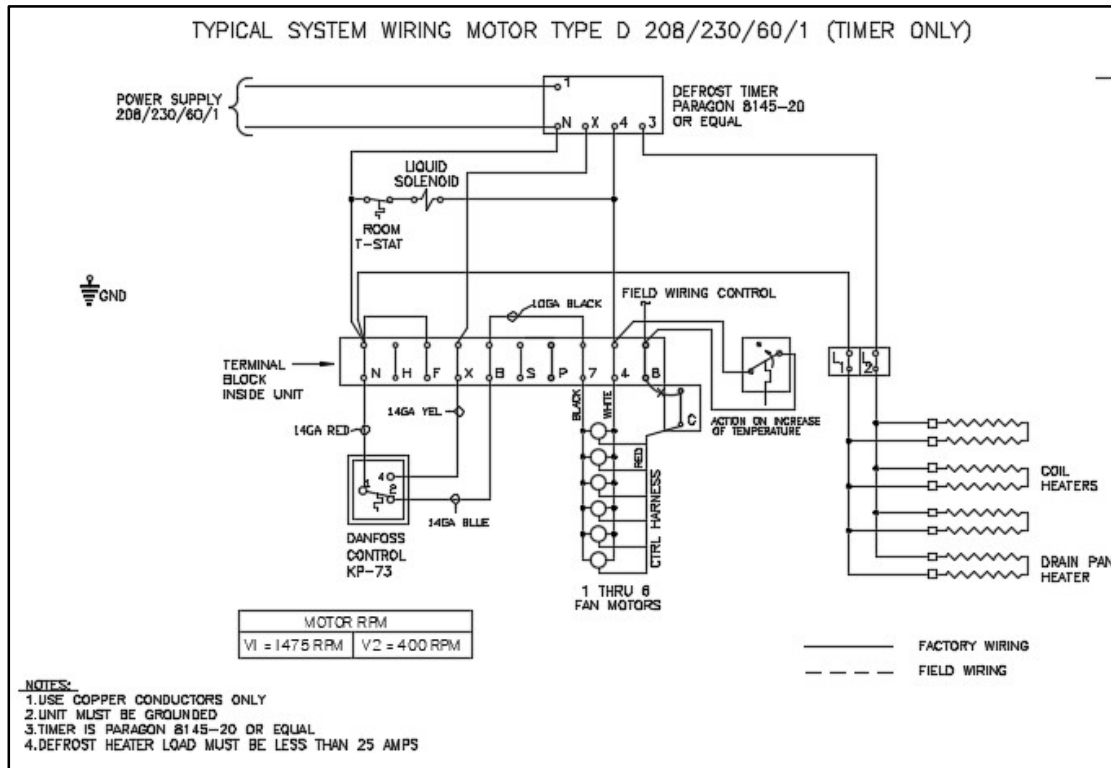 TYPICAL SYSTEM WIRING MOTOR TYPE D 208/230/60/1 (TIMER ONLY)
POWER SUPPLY
208/230/60/1
1
N X 4 3
DEFROST TIMER
PARAGON 8145-20
OR EQUAL
LIQUID
SOLENOID
ROOM
T-STAT
GND
10GA BLACK
FIELD WIRING CONTROL
TERMINAL
BLOCK
INSIDE UNIT
N H F X B S P 7 4 B
1 2
14GA RED
14GA YEL
BLACK
WHITE
RED
C
ACTION ON INCREASE
OF TEMPERATURE
1 4 2
14GA BLUE
DANFOSS
CONTROL
KP-73
CTRL HARNESS
1 THRU 6
FAN MOTORS
COIL
HEATERS
DRAIN PAN
HEATER
MOTOR RPM
V1 = 1475 RPM V2 = 400 RPM
FACTORY WIRING
FIELD WIRING
NOTES:
1.USE COPPER CONDUCTORS ONLY
2.UNIT MUST BE GROUNDED
3.TIMER IS PARAGON 8145-20 OR EQUAL
4.DEFROST HEATER LOAD MUST BE LESS THAN 25 AMPS